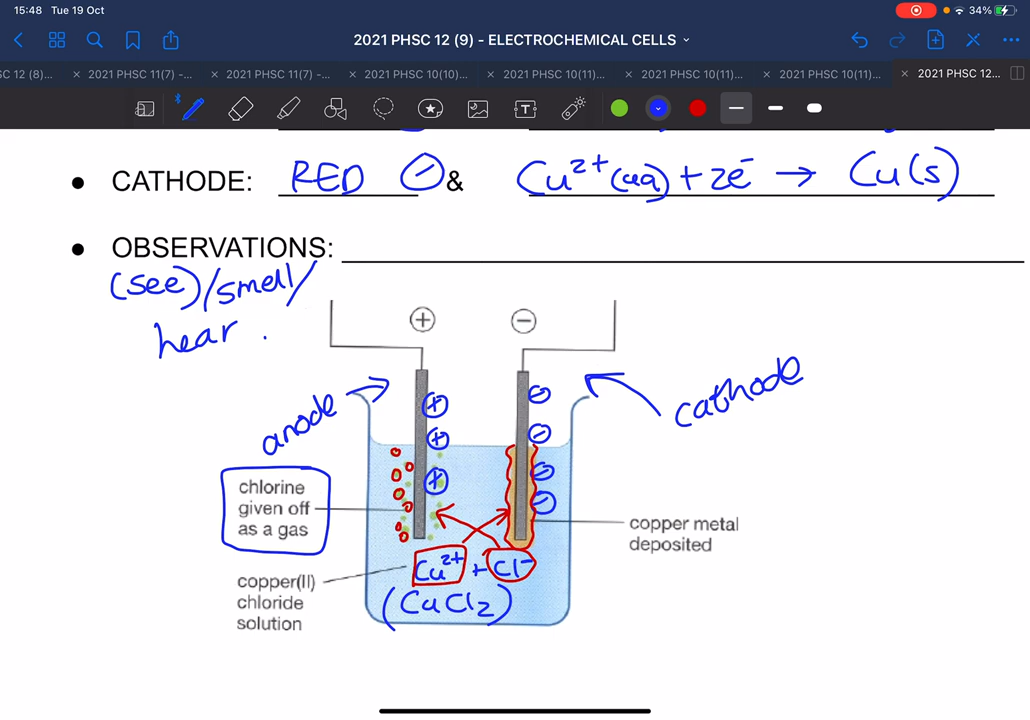 15:48 Tue 19 Oct
34%
2021 PHSC 12 (9) - ELECTROCHEMICAL CELLS
SC 12 (8)...
2021 PHSC 11(7) -...
2021 PHSC 11(7) -...
2021 PHSC 10(10)...
2021 PHSC 10(11)...
2021 PHSC 10(11)...
2021 PHSC 10(11)...
2021 PHSC 12...
• CATHODE: RED ⊖ & Cu²⁺(aq) + 2e⁻ → Cu(s)
• OBSERVATIONS:
(see)/smell/
hear.
+ −
anode
cathode
+ −
+ −
+ −
−
chlorine
given off
as a gas
copper metal
deposited
Cu²⁺ + Cl⁻
copper(II)
chloride
solution
(CuCl₂)